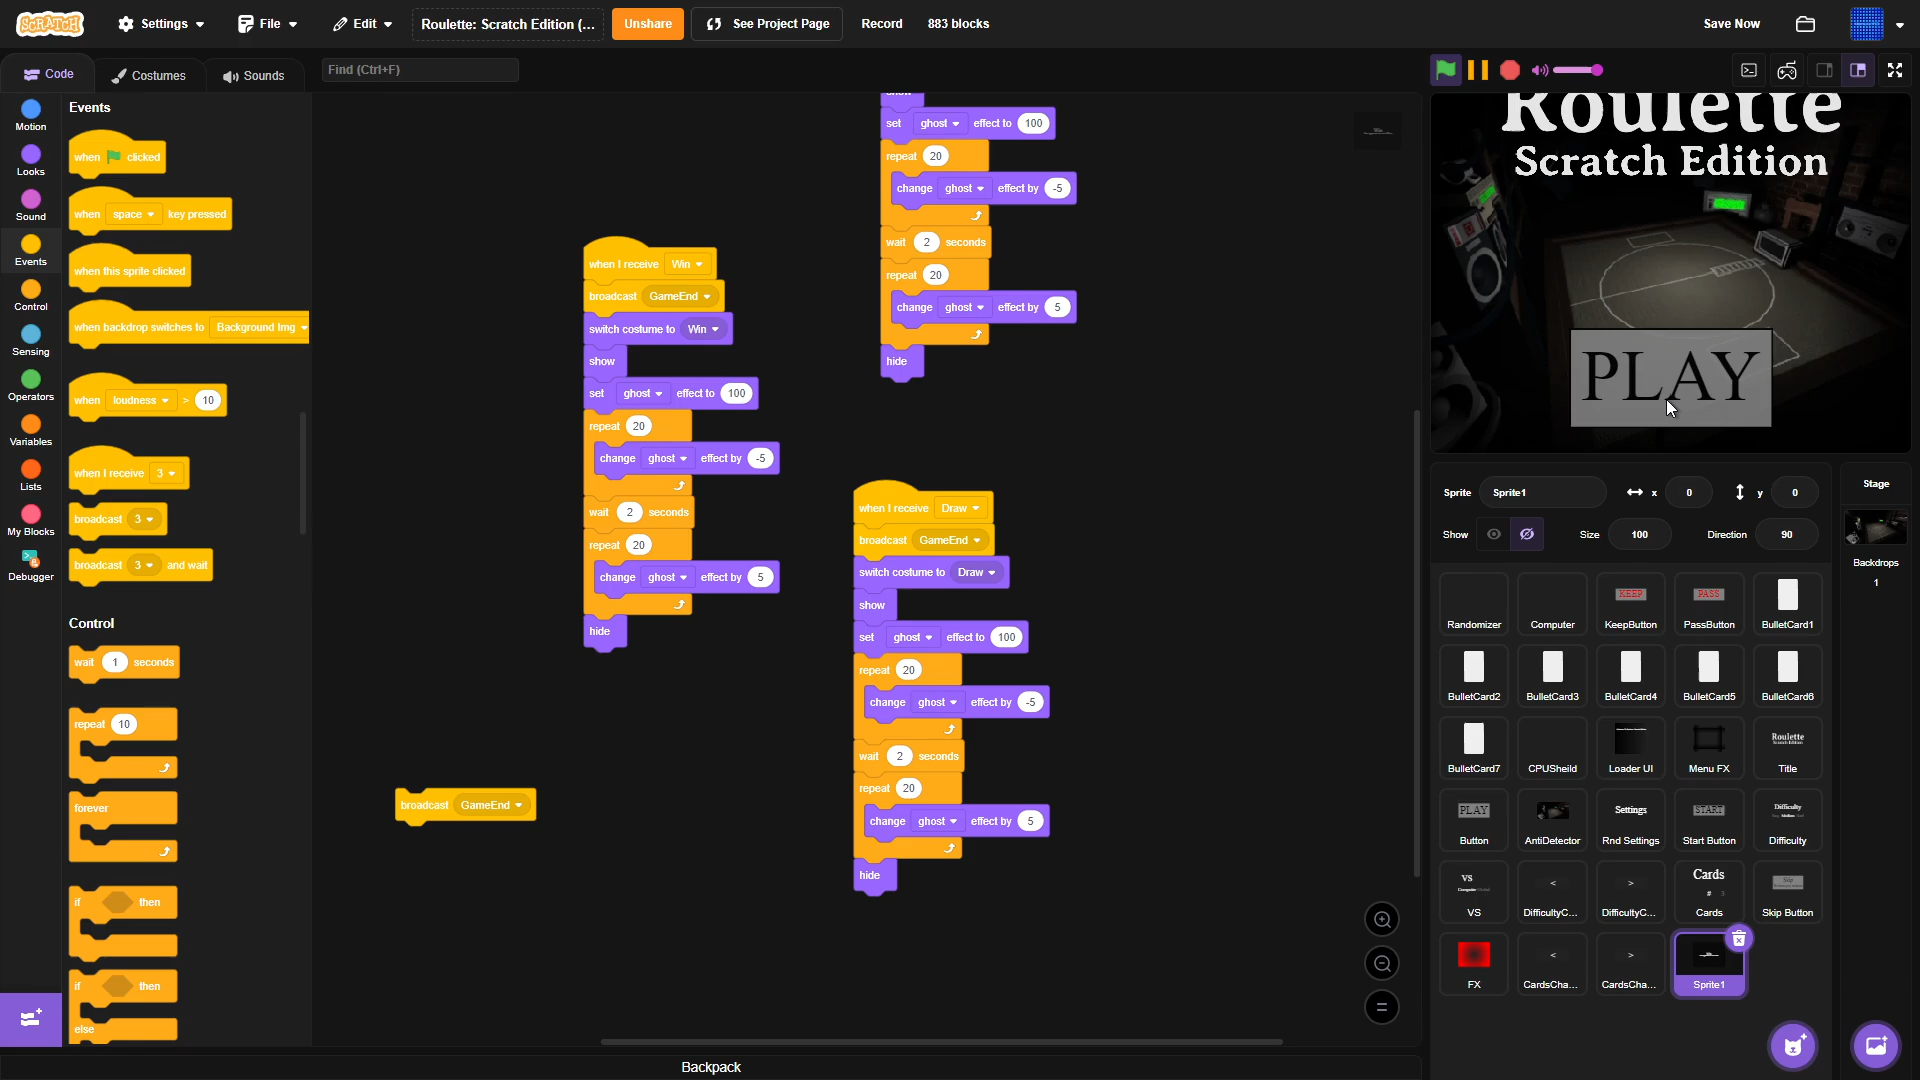 SCRATCH
Settings
File
Edit
Roulette: Scratch Edition (...
Unshare
See Project Page
Record
883 blocks
Save Now
Code
Costumes
Sounds
Find (Ctrl+F)
Motion
Looks
Sound
Events
Control
Sensing
Operators
Variables
Lists
My Blocks
Debugger
Events
when clicked
when space key pressed
when this sprite clicked
when backdrop switches to Background Img
when loudness > 10
when I receive 3
broadcast 3
broadcast 3 and wait
Control
wait 1 seconds
repeat 10
forever
if then
if then
else
when I receive Win
broadcast GameEnd
switch costume to Win
show
set ghost effect to 100
repeat 20
change ghost effect by -5
wait 2 seconds
repeat 20
change ghost effect by 5
hide
broadcast GameEnd
show
set ghost effect to 100
repeat 20
change ghost effect by -5
wait 2 seconds
repeat 20
change ghost effect by 5
hide
when I receive Draw
broadcast GameEnd
switch costume to Draw
show
set ghost effect to 100
repeat 20
change ghost effect by -5
wait 2 seconds
repeat 20
change ghost effect by 5
hide
Backpack
Roulette
Scratch Edition
PLAY
Sprite Sprite1 x 0 y 0
Show Size 100 Direction 90
Stage
Backdrops
1
Randomizer
Computer
KEEP
KeepButton
PASS
PassButton
BulletCard1
BulletCard2
BulletCard3
BulletCard4
BulletCard5
BulletCard6
BulletCard7
CPUSheild
Loader UI
Menu FX
Roulette
Scratch Edition
Title
PLAY
Button
AntiDetector
Settings
Rnd Settings
START
Start Button
Difficulty
Difficulty
VS
VS
<
DifficultyC...
>
DifficultyC...
Cards
# 3
Cards
Skip
Skip Button
FX
<
CardsCha...
>
CardsCha...
Sprite1